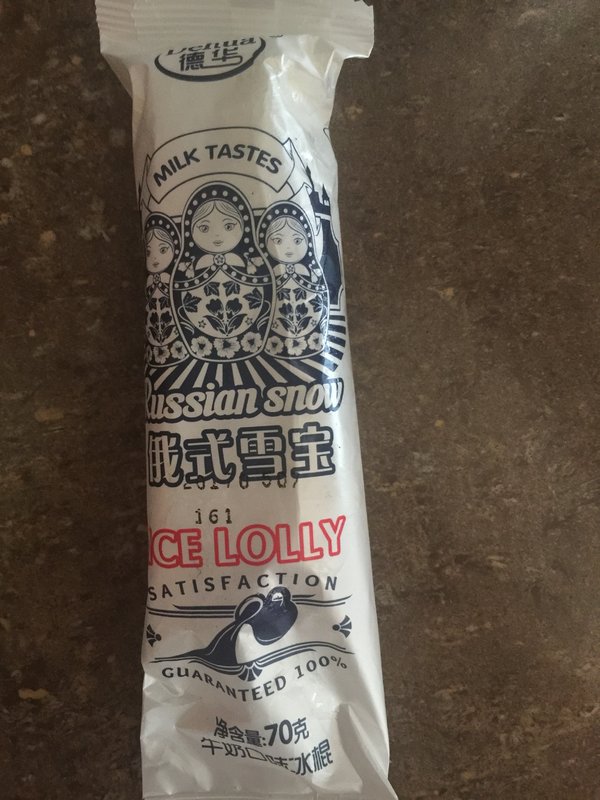 Dehua
德华
MILK TASTES
Russian snow
俄式雪宝
161
ICE LOLLY
SATISFACTION
GUARANTEED 100%
净含量:70克
牛奶口味冰棍